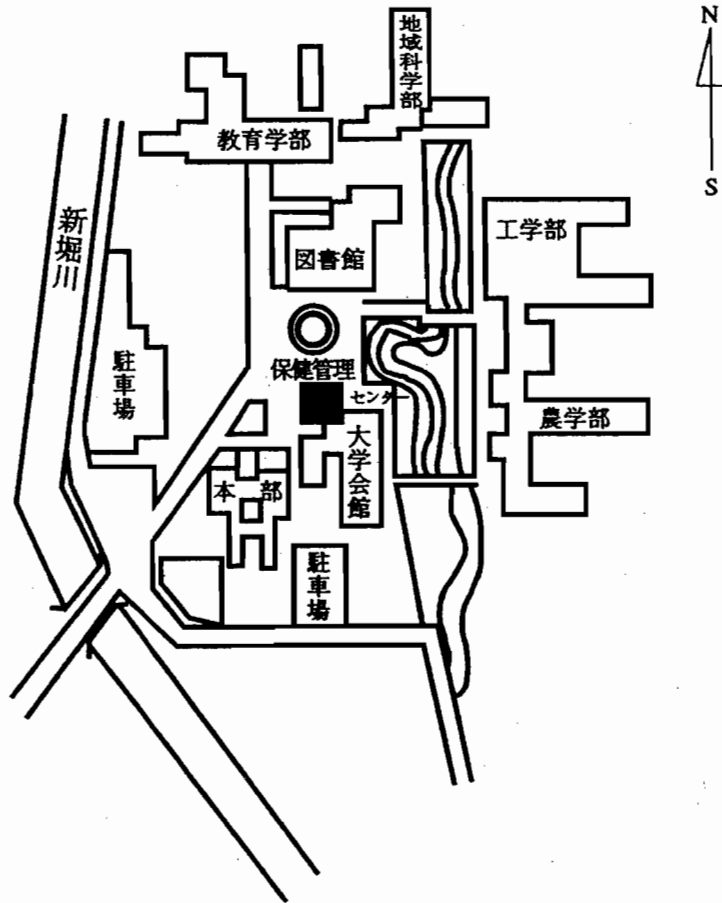 N
地域科学部
教育学部
S
新堀川
工学部
図書館
駐車場
保健管理
センター
農学部
大学会館
本部
駐車場